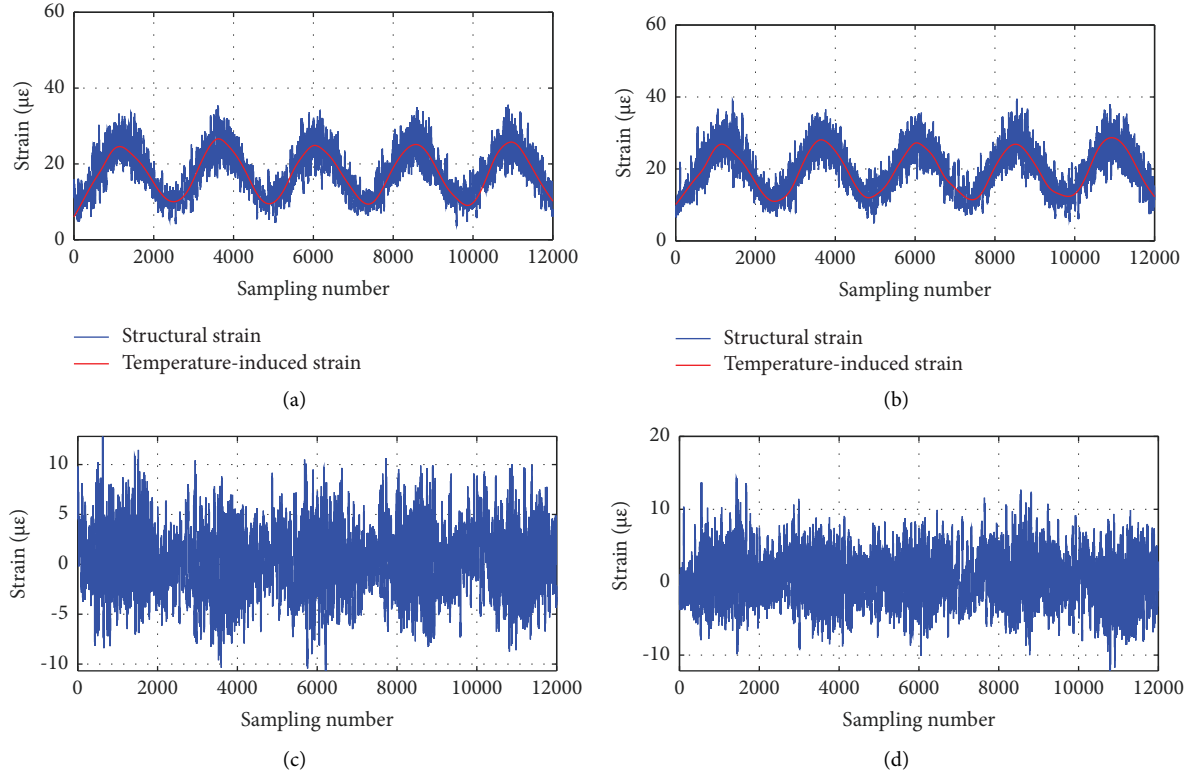 60
40
20
0
Strain (με)
0 2000 4000 6000 8000 10000 12000
Sampling number
Structural strain
Temperature-induced strain
(a)
60
40
20
0
Strain (με)
0 2000 4000 6000 8000 10000 12000
Sampling number
Structural strain
Temperature-induced strain
(b)
10
5
0
-5
-10
Strain (με)
0 2000 4000 6000 8000 10000 12000
Sampling number
(c)
20
10
0
-10
Strain (με)
0 2000 4000 6000 8000 10000 12000
Sampling number
(d)